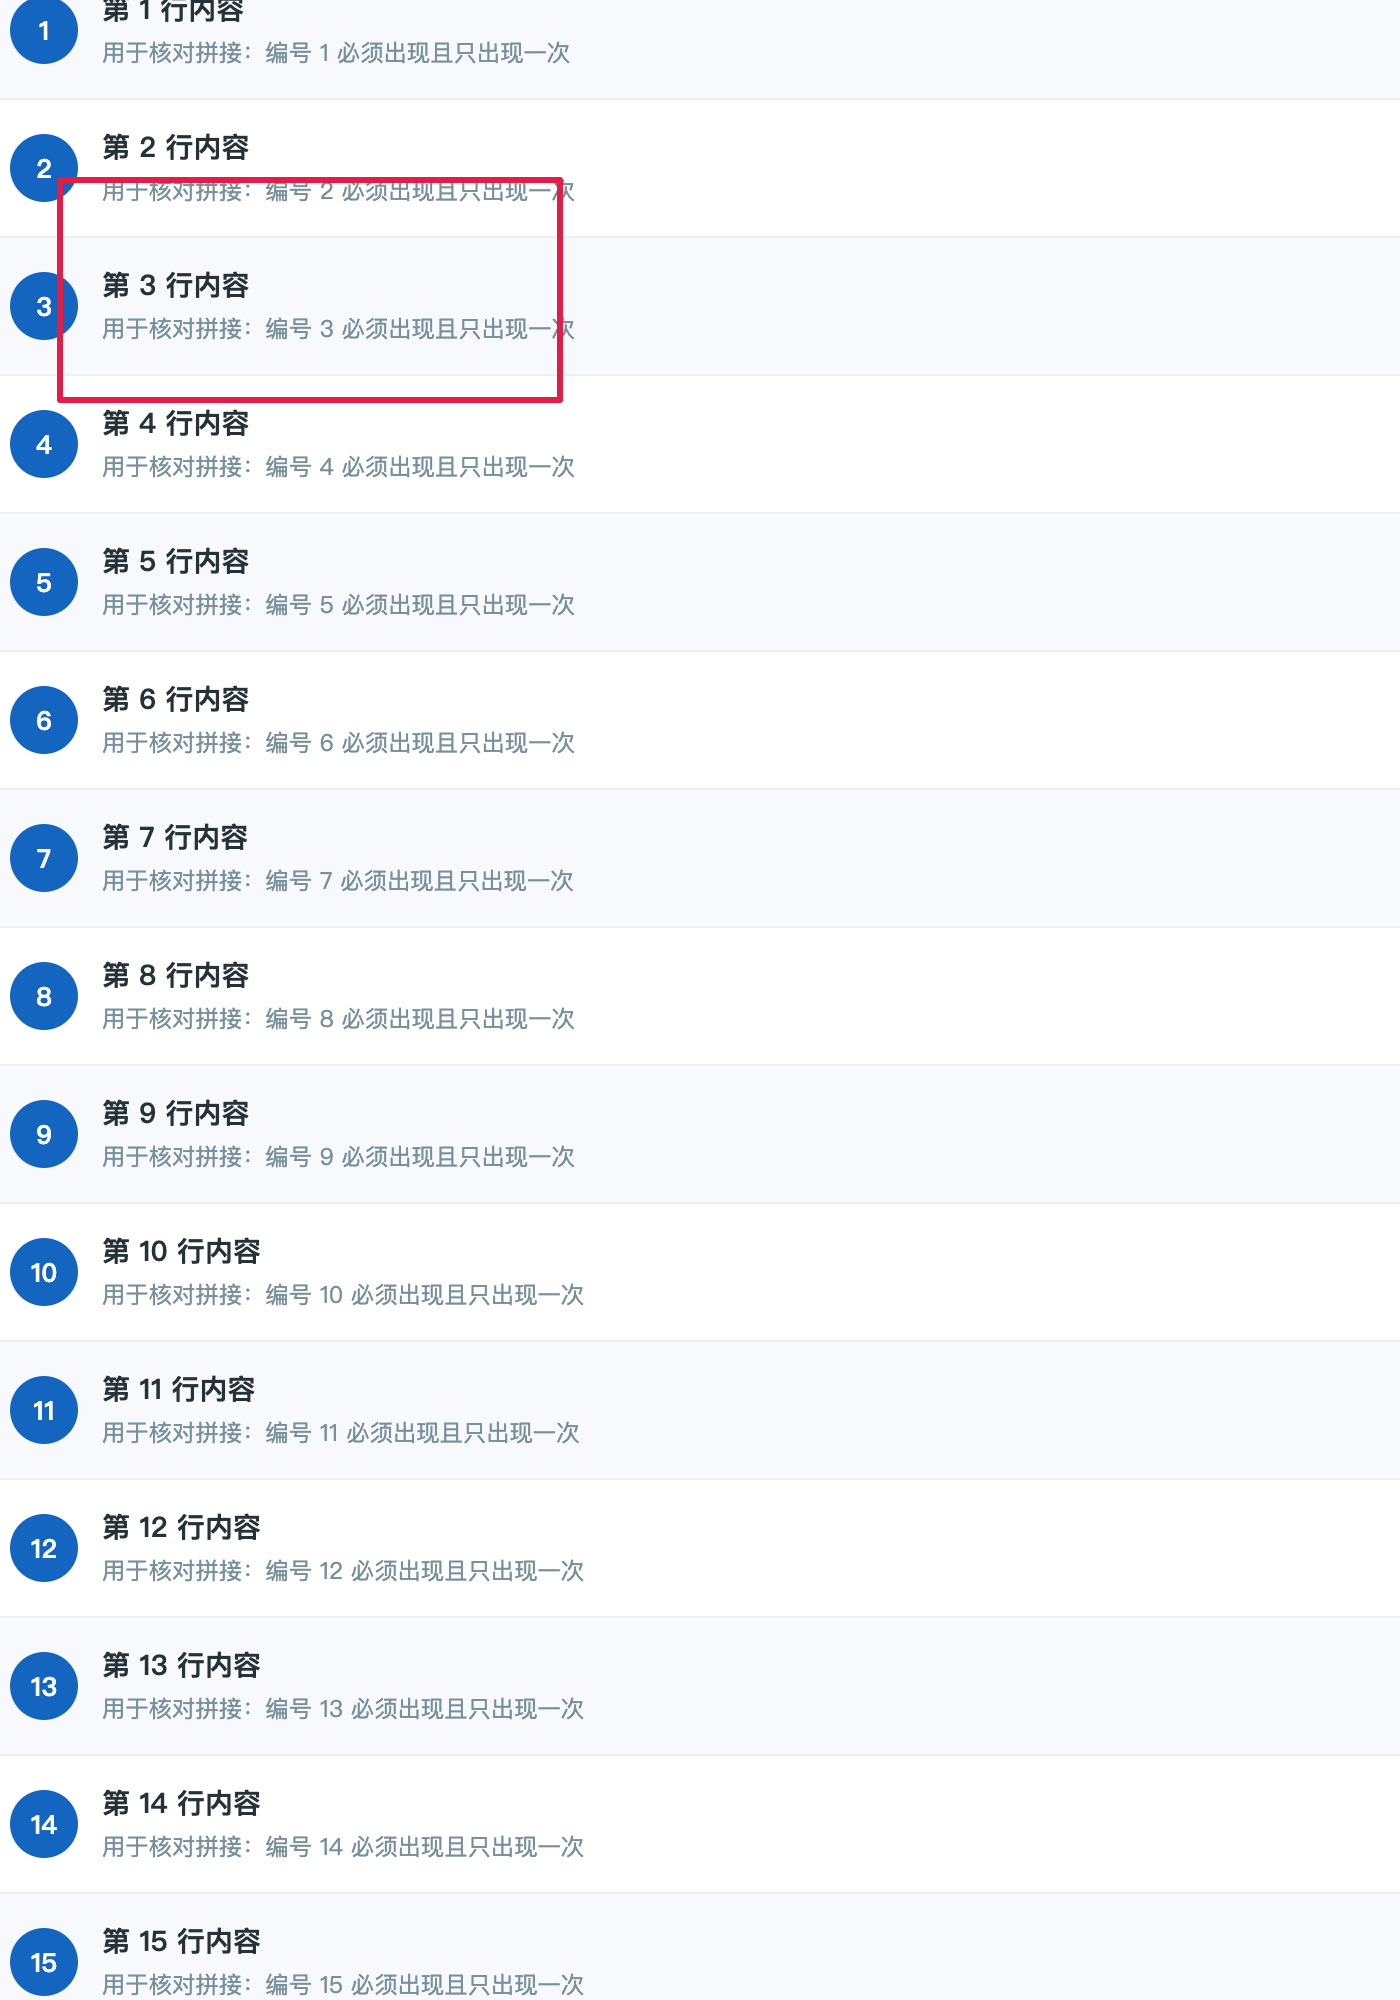 1
第 1 行内容
用于核对拼接：编号 1 必须出现且只出现一次
2
第 2 行内容
用于核对拼接：编号 2 必须出现且只出现一次
3
第 3 行内容
用于核对拼接：编号 3 必须出现且只出现一次
4
第 4 行内容
用于核对拼接：编号 4 必须出现且只出现一次
5
第 5 行内容
用于核对拼接：编号 5 必须出现且只出现一次
6
第 6 行内容
用于核对拼接：编号 6 必须出现且只出现一次
7
第 7 行内容
用于核对拼接：编号 7 必须出现且只出现一次
8
第 8 行内容
用于核对拼接：编号 8 必须出现且只出现一次
9
第 9 行内容
用于核对拼接：编号 9 必须出现且只出现一次
10
第 10 行内容
用于核对拼接：编号 10 必须出现且只出现一次
11
第 11 行内容
用于核对拼接：编号 11 必须出现且只出现一次
12
第 12 行内容
用于核对拼接：编号 12 必须出现且只出现一次
13
第 13 行内容
用于核对拼接：编号 13 必须出现且只出现一次
14
第 14 行内容
用于核对拼接：编号 14 必须出现且只出现一次
15
第 15 行内容
用于核对拼接：编号 15 必须出现且只出现一次